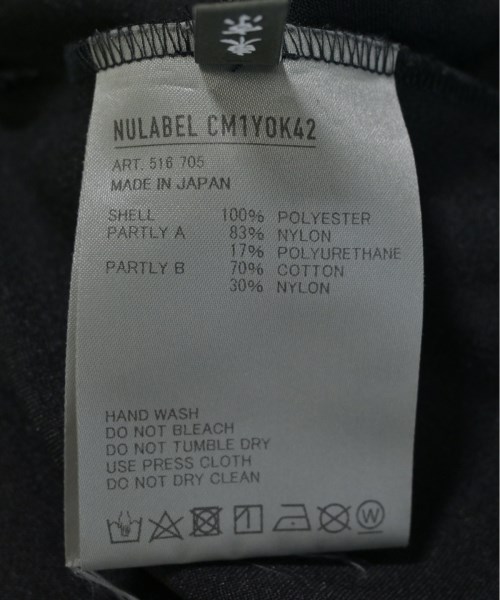 NULABEL CM1YOK42
ART. 516 705
MADE IN JAPAN
SHELL 100% POLYESTER
PARTLY A 83% NYLON
17% POLYURETHANE
PARTLY B 70% COTTON
30% NYLON
HAND WASH
DO NOT BLEACH
DO NOT TUMBLE DRY
USE PRESS CLOTH
DO NOT DRY CLEAN
W